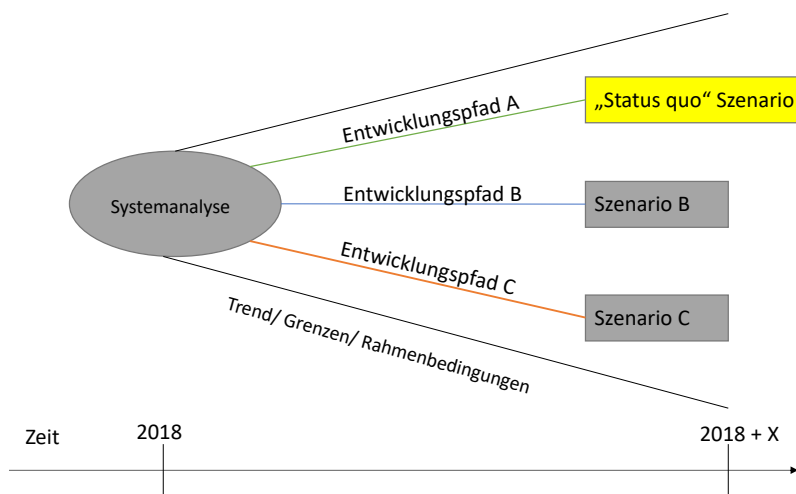 „Status quo“ Szenario
Entwicklungspfad A
Systemanalyse
Entwicklungspfad B
Szenario B
Entwicklungspfad C
Szenario C
Trend/ Grenzen/ Rahmenbedingungen
Zeit
2018
2018 + X